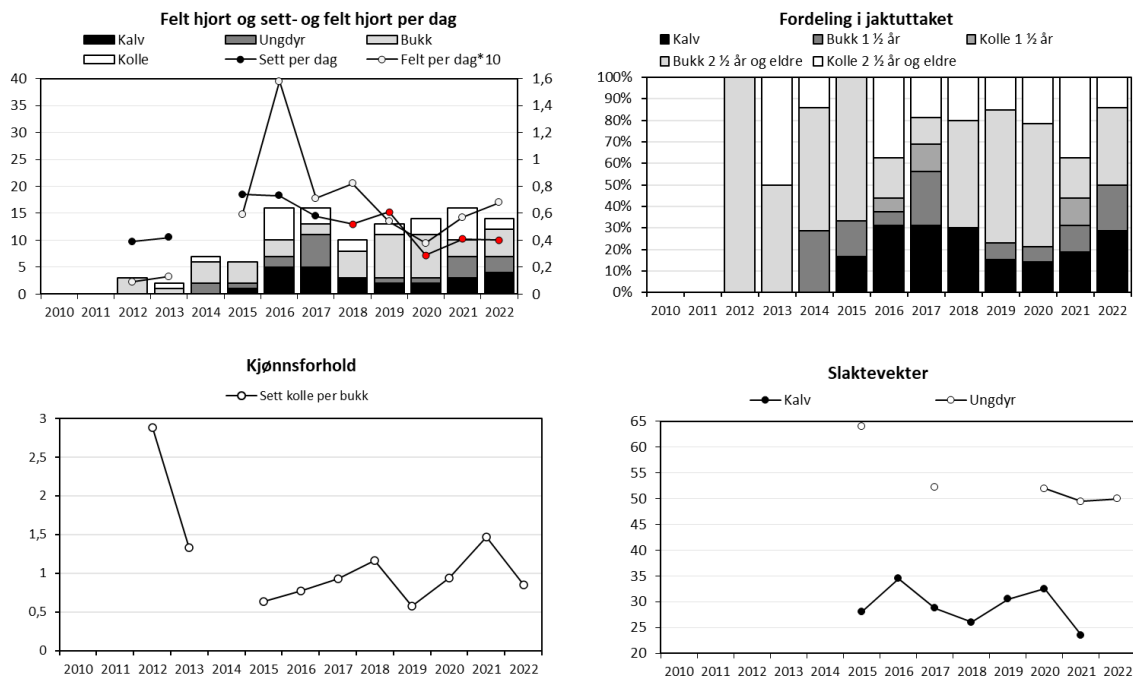 Felt hjort og sett- og felt hjort per dag
Kalv Ungdyr Bukk
Kolle Sett per dag Felt per dag*10
40 1,6
35 1,4
30 1,2
25 1
20 0,8
15 0,6
10 0,4
5 0,2
0 0
2010 2011 2012 2013 2014 2015 2016 2017 2018 2019 2020 2021 2022
Fordeling i jaktuttaket
Kalv Bukk 1 ½ år Kolle 1 ½ år
Bukk 2 ½ år og eldre Kolle 2 ½ år og eldre
100%
90%
80%
70%
60%
50%
40%
30%
20%
10%
0%
2010 2011 2012 2013 2014 2015 2016 2017 2018 2019 2020 2021 2022
Kjønnsforhold
Sett kolle per bukk
3
2,5
2
1,5
1
0,5
0
2010 2011 2012 2013 2014 2015 2016 2017 2018 2019 2020 2021 2022
Slaktevekter
Kalv Ungdyr
65
60
55
50
45
40
35
30
25
20
2010 2011 2012 2013 2014 2015 2016 2017 2018 2019 2020 2021 2022